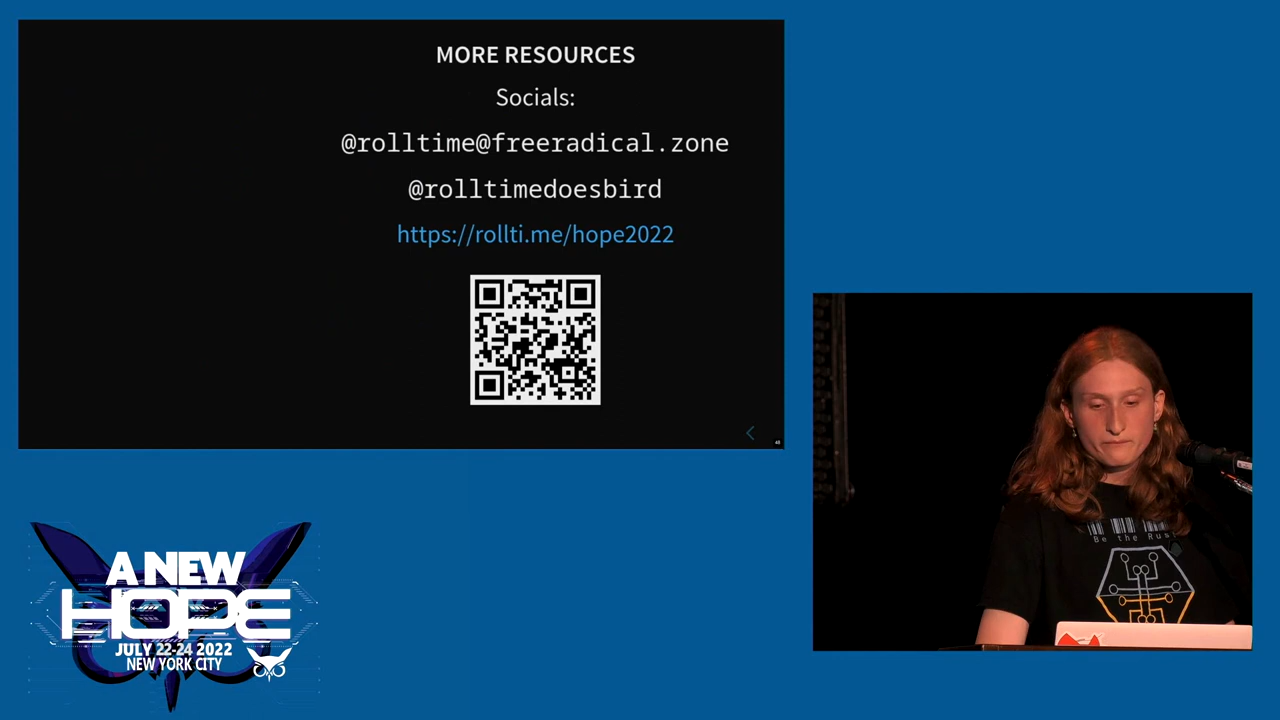 MORE RESOURCES
Socials:
@rolltime@freeradical.zone
@rolltimedoesbird
https://rollti.me/hope2022
A NEW
HOPE
JULY 22-24 2022
NEW YORK CITY
Be the